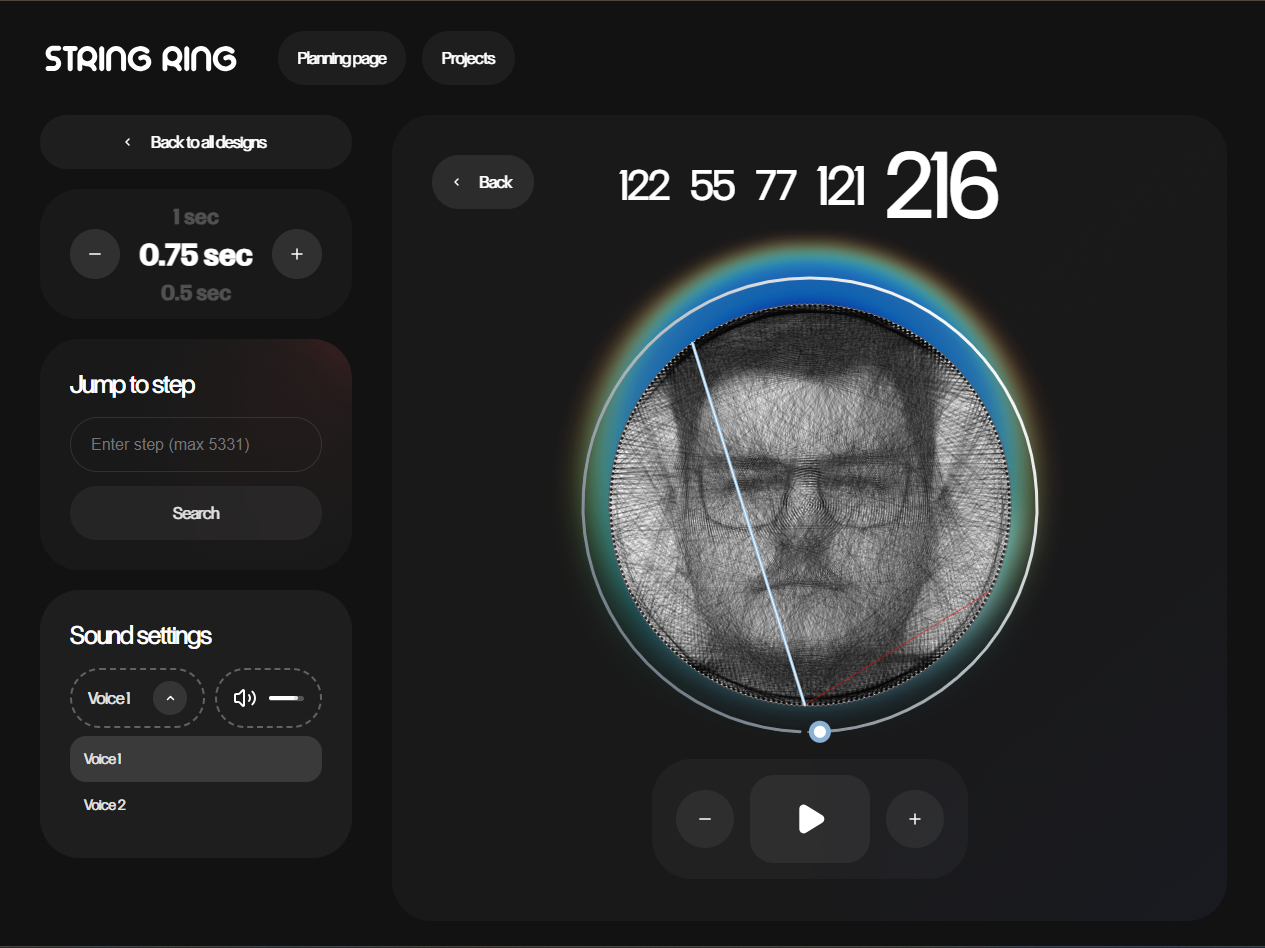 STRING RING
Planning page
Projects
Back to all designs
1 sec
0.75 sec
0.5 sec
Jump to step
Enter step (max 5331)
Search
Sound settings
Voice 1
Voice 1
Voice 2
Back
122 55 77 121 216